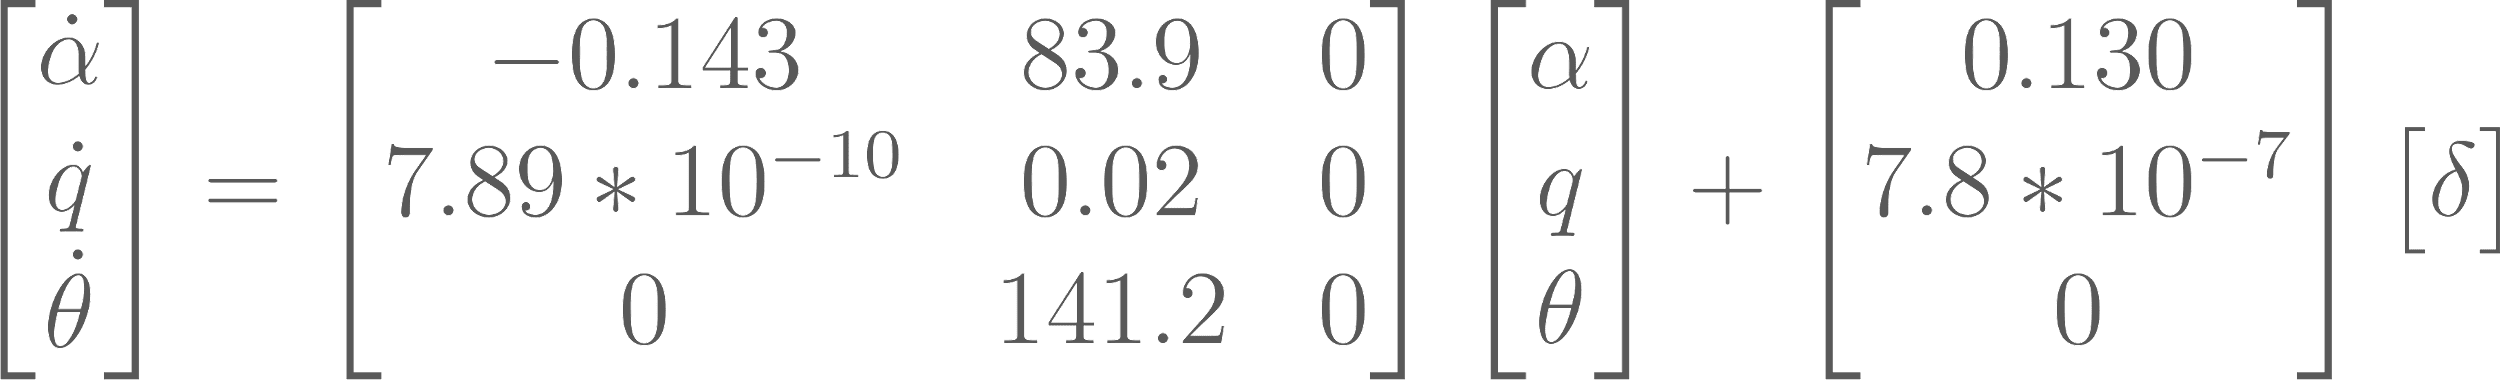 [α̇] = [−0.143 83.9 0] [α] + [0.130] [δ]
[q̇] [7.89 ∗ 10⁻¹⁰ 0.02 0] [q] [7.8 ∗ 10⁻⁷]
[θ̇] [0 141.2 0] [θ] [0]